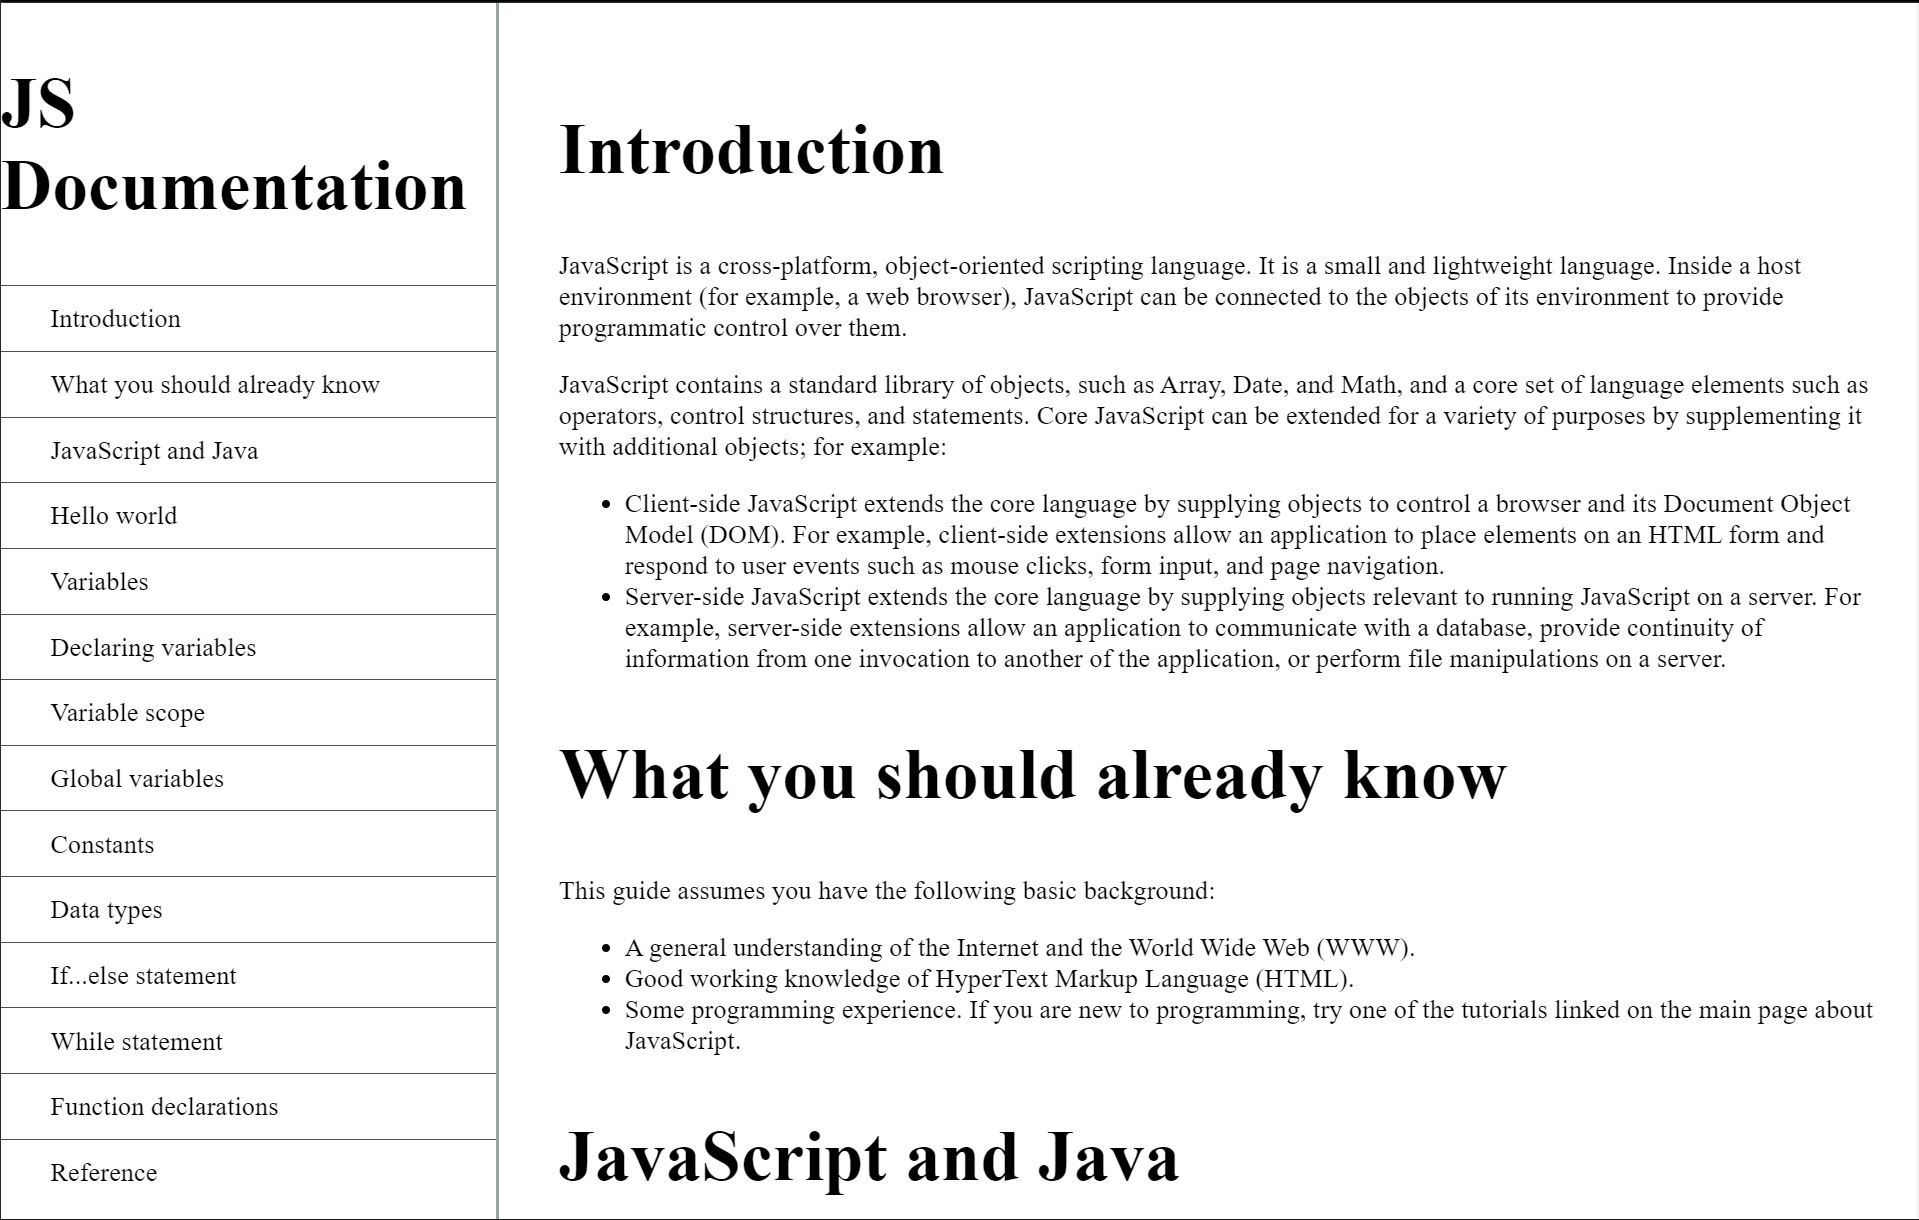 JS
Documentation
Introduction
What you should already know
JavaScript and Java
Hello world
Variables
Declaring variables
Variable scope
Global variables
Constants
Data types
If...else statement
While statement
Function declarations
Reference
Introduction
JavaScript is a cross-platform, object-oriented scripting language. It is a small and lightweight language. Inside a host
environment (for example, a web browser), JavaScript can be connected to the objects of its environment to provide
programmatic control over them.
JavaScript contains a standard library of objects, such as Array, Date, and Math, and a core set of language elements such as
operators, control structures, and statements. Core JavaScript can be extended for a variety of purposes by supplementing it
with additional objects; for example:
• Client-side JavaScript extends the core language by supplying objects to control a browser and its Document Object
Model (DOM). For example, client-side extensions allow an application to place elements on an HTML form and
respond to user events such as mouse clicks, form input, and page navigation.
• Server-side JavaScript extends the core language by supplying objects relevant to running JavaScript on a server. For
example, server-side extensions allow an application to communicate with a database, provide continuity of
information from one invocation to another of the application, or perform file manipulations on a server.
What you should already know
This guide assumes you have the following basic background:
• A general understanding of the Internet and the World Wide Web (WWW).
• Good working knowledge of HyperText Markup Language (HTML).
• Some programming experience. If you are new to programming, try one of the tutorials linked on the main page about
JavaScript.
JavaScript and Java